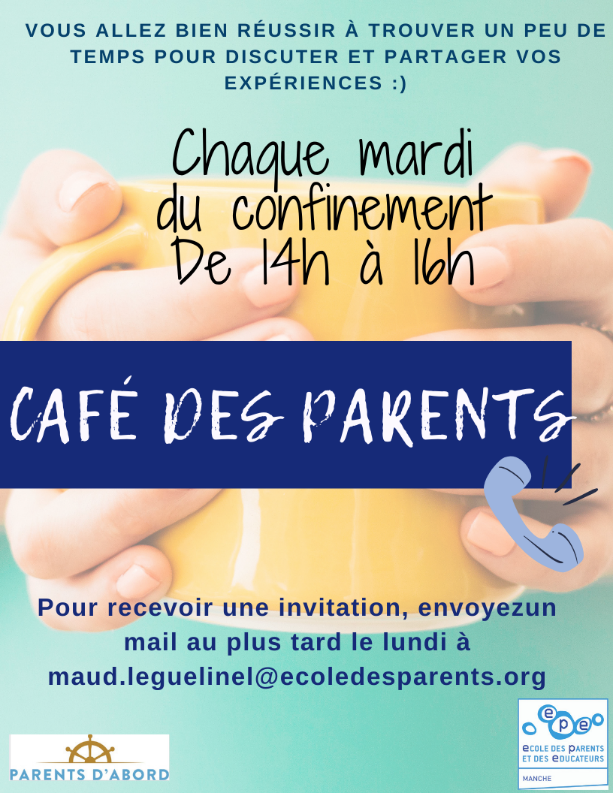 VOUS ALLEZ BIEN RÉUSSIR À TROUVER UN PEU DE
TEMPS POUR DISCUTER ET PARTAGER VOS
EXPÉRIENCES :)
Chaque mardi
du confinement
De 14h à 16h
CAFÉ DES PARENTS
Pour recevoir une invitation, envoyezun
mail au plus tard le lundi à
maud.leguelinel@ecoledesparents.org
PARENTS D'ABORD
epe
ECOLE DES PARENTS
ET DES EDUCATEURS
MANCHE